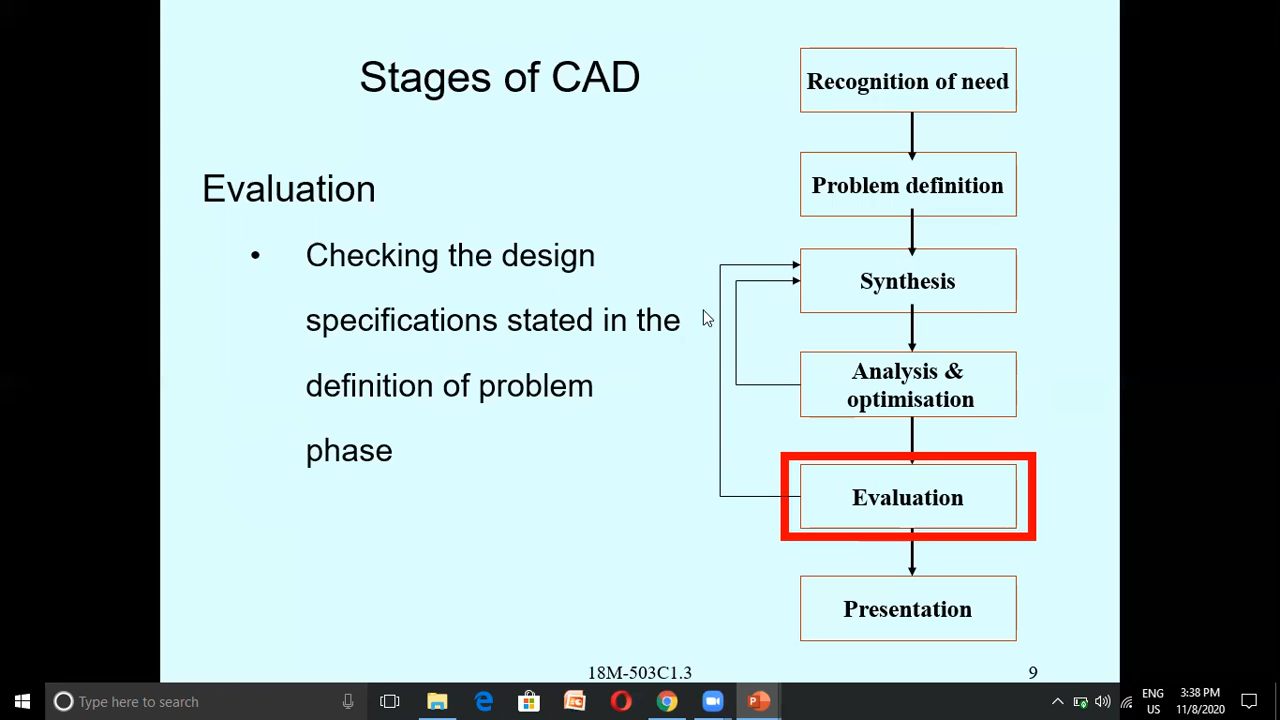 Stages of CAD
Evaluation
• Checking the design
specifications stated in the
definition of problem
phase
Recognition of need
Problem definition
Synthesis
Analysis &
optimisation
Evaluation
Presentation
18M-503C1.3
9
Type here to search
ENG
US
3:38 PM
11/8/2020